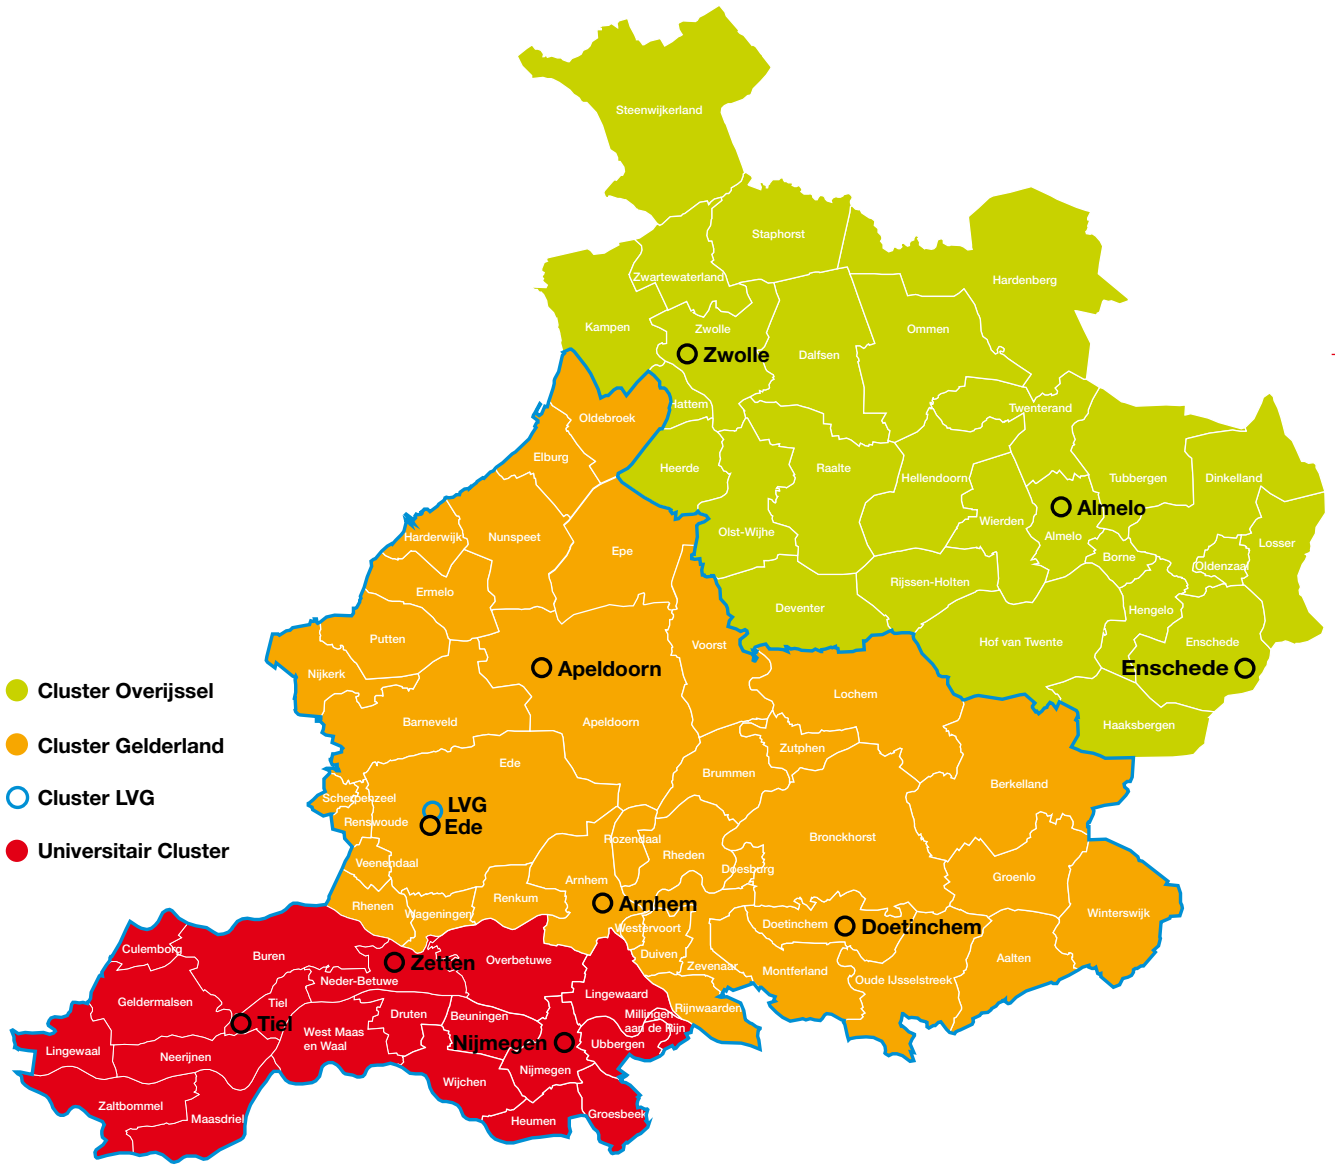 Steenwijkerland
Staphorst
Zwartewaterland
Hardenberg
Kampen
Zwolle
Ommen
Zwolle
Dalfsen
Hattem
Twenterand
Oldebroek
Elburg
Heerde
Raalte
Hellendoorn
Tubbergen
Dinkelland
Almelo
Wierden
Olst-Wijhe
Almelo
Harderwijk
Nunspeet
Epe
Borne
Losser
Oldenzaal
Ermelo
Rijssen-Holten
Deventer
Hengelo
Putten
Voorst
Hof van Twente
Enschede
Nijkerk
Apeldoorn
Enschede
Cluster Overijssel
Lochem
Barneveld
Apeldoorn
Haaksbergen
Cluster Gelderland
Zutphen
Ede
Brummen
Berkelland
Cluster LVG
Scherpenzeel
LVG
Renswoude
Ede
Rozendaal
Bronckhorst
Universitair Cluster
Veenendaal
Rheden
Doesburg
Arnhem
Groenlo
Rhenen
Wageningen
Renkum
Arnhem
Winterswijk
Westervoort
Doetinchem
Doetinchem
Culemborg
Buren
Zetten
Overbetuwe
Duiven
Zevenaar
Montferland
Aalten
Neder-Betuwe
Oude IJsselstreek
Geldermalsen
Tiel
Lingewaard
Rijnwaarden
Tiel
Druten
Beuningen
Millingen
aan de Rijn
West Maas
en Waal
Nijmegen
Ubbergen
Lingewaal
Neerijnen
Nijmegen
Wijchen
Zaltbommel
Maasdriel
Heumen
Groesbeek